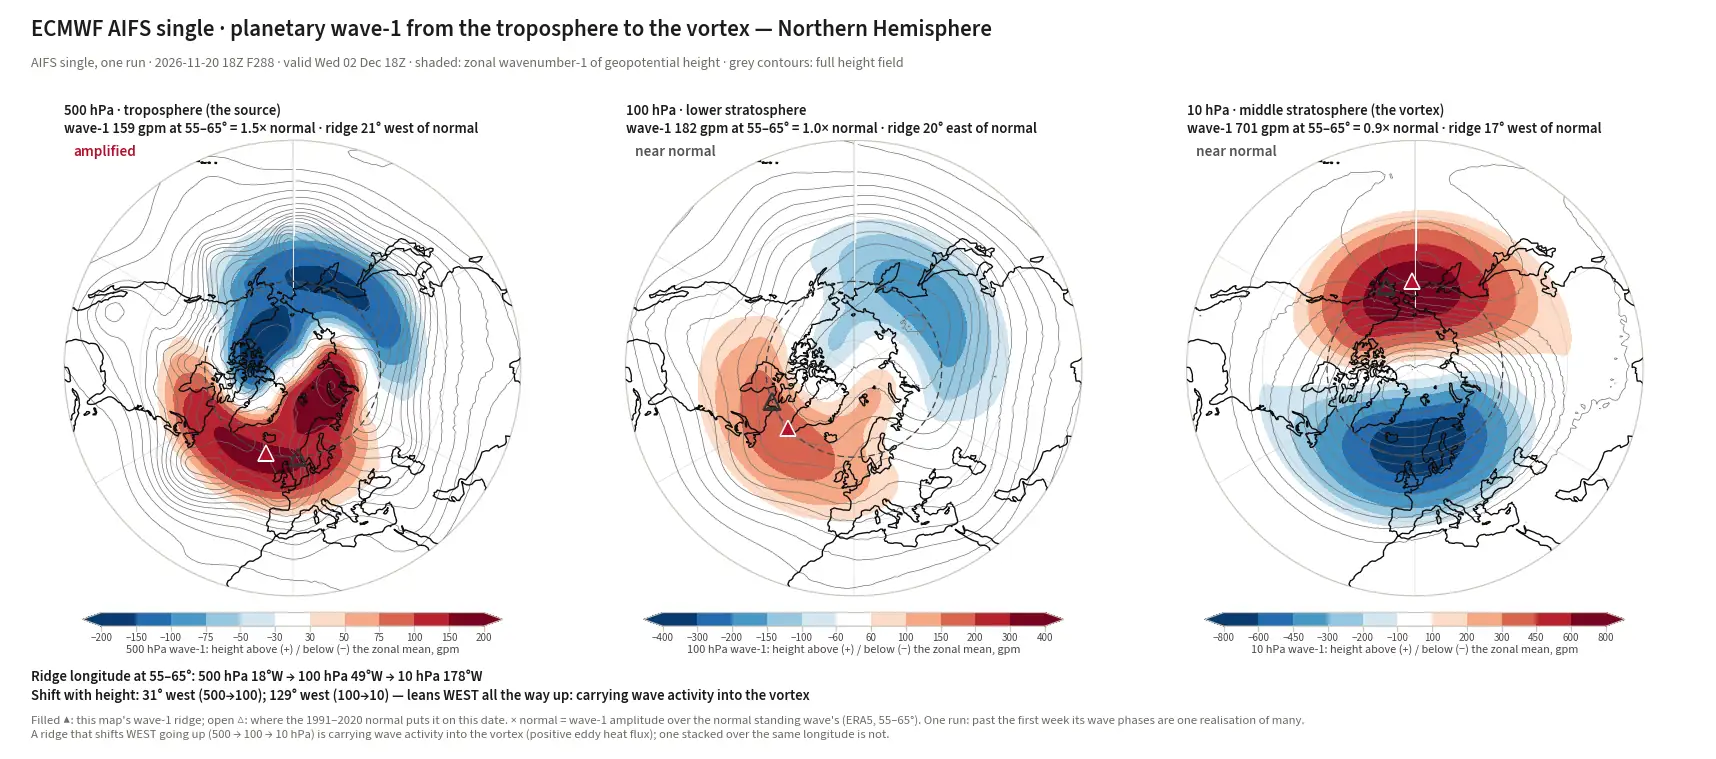 ECMWF AIFS single · planetary wave-1 from the troposphere to the vortex — Northern Hemisphere
AIFS single, one run · 2026-11-20 18Z F288 · valid Wed 02 Dec 18Z · shaded: zonal wavenumber-1 of geopotential height · grey contours: full height field
500 hPa · troposphere (the source)
wave-1 159 gpm at 55–65° = 1.5× normal · ridge 21° west of normal
amplified
100 hPa · lower stratosphere
wave-1 182 gpm at 55–65° = 1.0× normal · ridge 20° east of normal
near normal
10 hPa · middle stratosphere (the vortex)
wave-1 701 gpm at 55–65° = 0.9× normal · ridge 17° west of normal
near normal
−200 −150 −100 −75 −50 −30 30 50 75 100 150 200
500 hPa wave-1: height above (+) / below (−) the zonal mean, gpm
−400 −300 −200 −150 −100 −60 60 100 150 200 300 400
100 hPa wave-1: height above (+) / below (−) the zonal mean, gpm
−800 −600 −450 −300 −200 −100 100 200 300 450 600 800
10 hPa wave-1: height above (+) / below (−) the zonal mean, gpm
Ridge longitude at 55–65°: 500 hPa 18°W → 100 hPa 49°W → 10 hPa 178°W
Shift with height: 31° west (500→100); 129° west (100→10) — leans WEST all the way up: carrying wave activity into the vortex
Filled ▲: this map's wave-1 ridge; open △: where the 1991–2020 normal puts it on this date. × normal = wave-1 amplitude over the normal standing wave's (ERA5, 55–65°). One run: past the first week its wave phases are one realisation of many.
A ridge that shifts WEST going up (500 → 100 → 10 hPa) is carrying wave activity into the vortex (positive eddy heat flux); one stacked over the same longitude is not.